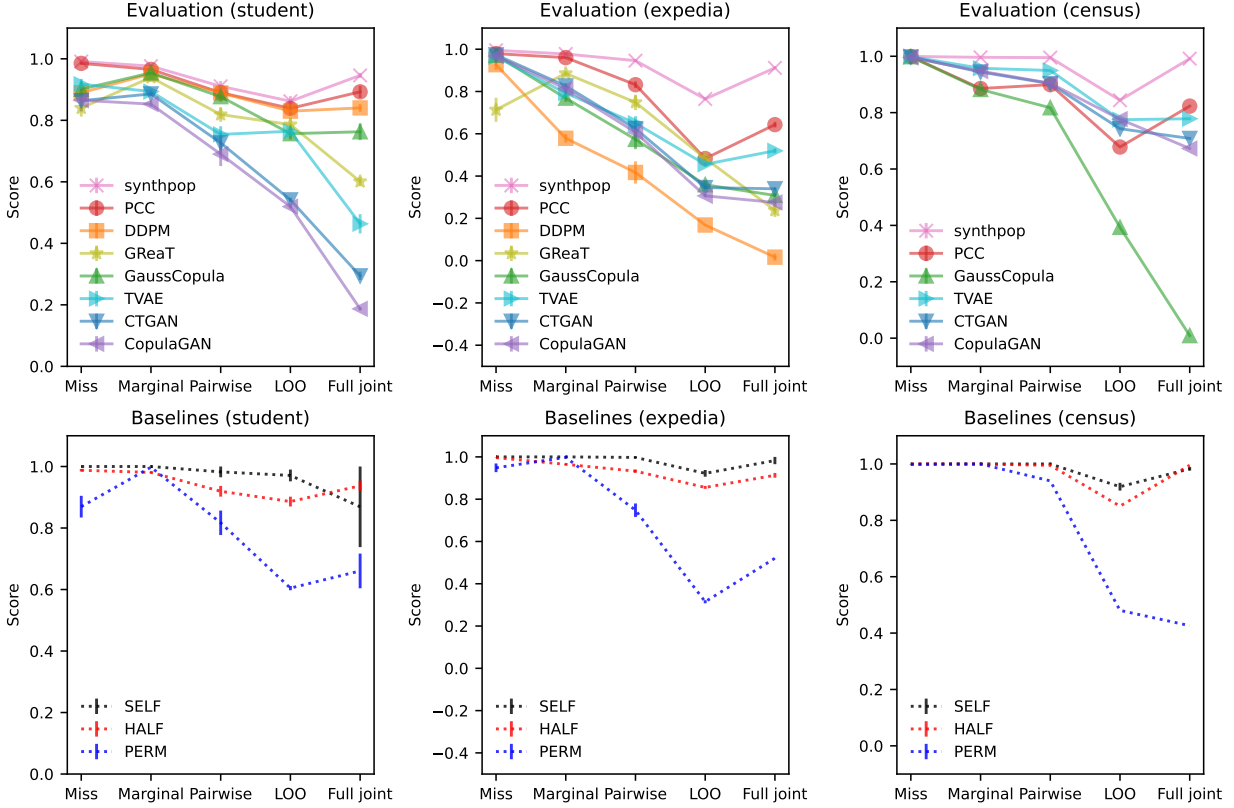 Evaluation (student)
1.0
0.8
0.6
0.4
0.2
0.0
Score
synthpop
PCC
DDPM
GReaT
GaussCopula
TVAE
CTGAN
CopulaGAN
Miss Marginal Pairwise LOO Full joint
Evaluation (expedia)
1.0
0.8
0.6
0.4
0.2
0.0
−0.2
−0.4
Score
synthpop
PCC
DDPM
GReaT
GaussCopula
TVAE
CTGAN
CopulaGAN
Miss Marginal Pairwise LOO Full joint
Evaluation (census)
1.0
0.8
0.6
0.4
0.2
0.0
Score
synthpop
PCC
GaussCopula
TVAE
CTGAN
CopulaGAN
Miss Marginal Pairwise LOO Full joint
Baselines (student)
1.0
0.8
0.6
0.4
0.2
0.0
Score
SELF
HALF
PERM
Miss Marginal Pairwise LOO Full joint
Baselines (expedia)
1.0
0.8
0.6
0.4
0.2
0.0
−0.2
−0.4
Score
SELF
HALF
PERM
Miss Marginal Pairwise LOO Full joint
Baselines (census)
1.0
0.8
0.6
0.4
0.2
0.0
Score
SELF
HALF
PERM
Miss Marginal Pairwise LOO Full joint